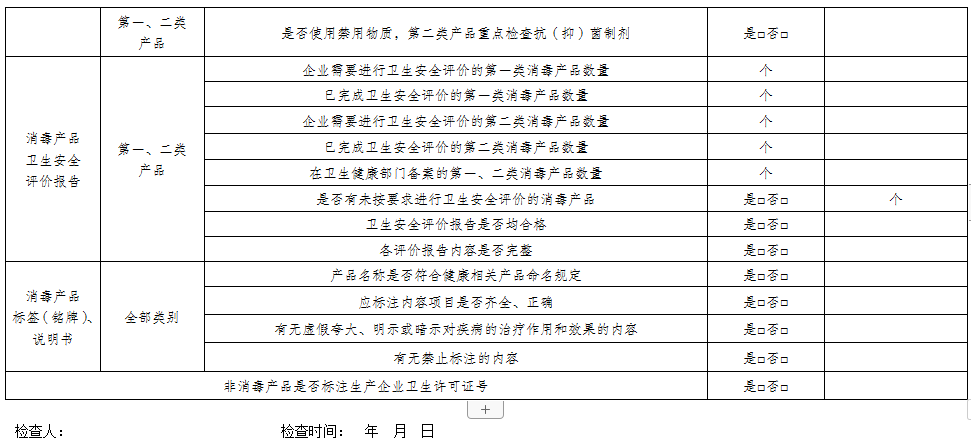 第一、二类
产品
是否使用禁用物质，第二类产品重点检查抗（抑）菌制剂
是□否□
消毒产品
卫生安全
评价报告
第一、二类
产品
企业需要进行卫生安全评价的第一类消毒产品数量
个
已完成卫生安全评价的第一类消毒产品数量
个
企业需要进行卫生安全评价的第二类消毒产品数量
个
已完成卫生安全评价的第二类消毒产品数量
个
在卫生健康部门备案的第一、二类消毒产品数量
个
是否有未按要求进行卫生安全评价的消毒产品
是□否□
个
卫生安全评价报告是否均合格
是□否□
各评价报告内容是否完整
是□否□
消毒产品
标签（铭牌）、
说明书
全部类别
产品名称是否符合健康相关产品命名规定
是□否□
应标注内容项目是否齐全、正确
是□否□
有无虚假夸大、明示或暗示对疾病的治疗作用和效果的内容
是□否□
有无禁止标注的内容
是□否□
非消毒产品是否标注生产企业卫生许可证号
是□否□
检查人： 检查时间： 年 月 日